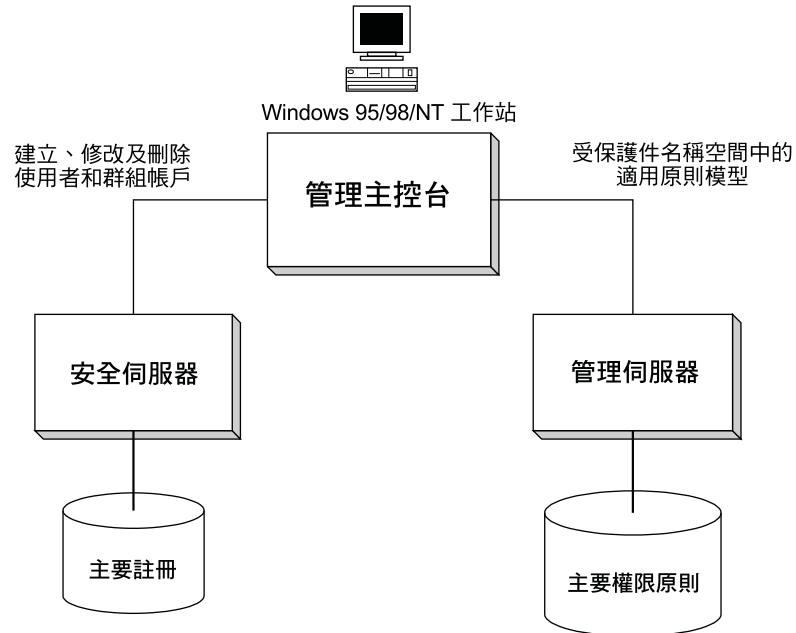 Windows 95/98/NT 工作站
建立、修改及刪除
使用者和群組帳戶
管理主控台
受保護件名稱空間中的
適用原則模型
安全伺服器
管理伺服器
主要註冊
主要權限原則